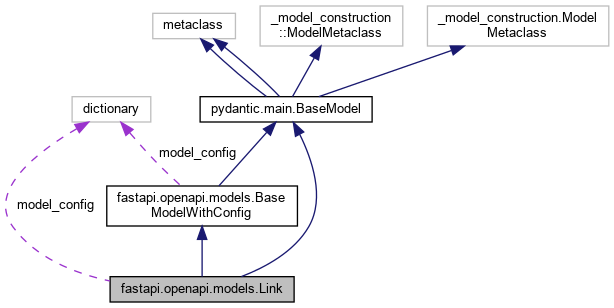 metaclass
_model_construction
::ModelMetaclass
_model_construction.Model
Metaclass
pydantic.main.BaseModel
dictionary
model_config
fastapi.openapi.models.Base
ModelWithConfig
model_config
fastapi.openapi.models.Link